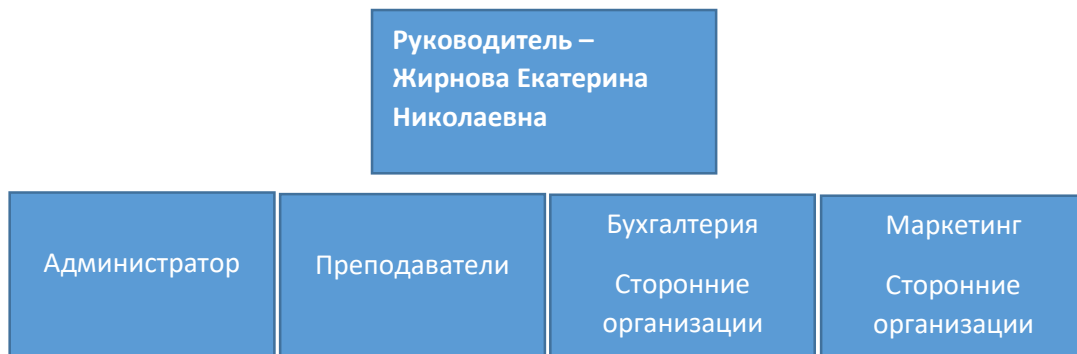 Руководитель –
Жирнова Екатерина
Николаевна
Администратор
Преподаватели
Бухгалтерия
Сторонние
организации
Маркетинг
Сторонние
организации